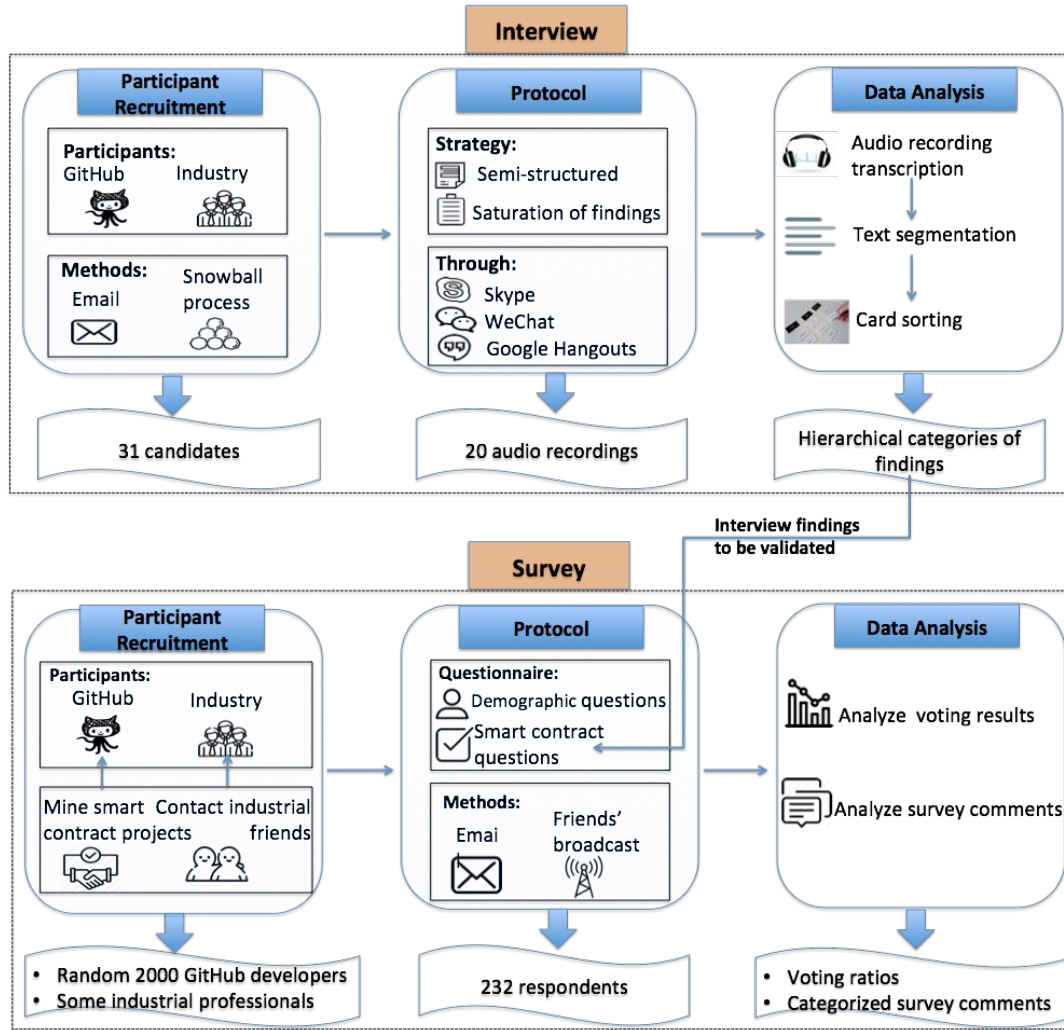 Interview
Participant
Recruitment
Participants:
GitHub
Industry
Methods:
Email
Snowball
process
31 candidates
Protocol
Strategy:
Semi-structured
Saturation of findings
Through:
Skype
WeChat
Google Hangouts
20 audio recordings
Data Analysis
Audio recording
transcription
Text segmentation
Card sorting
Hierarchical categories of
findings
Interview findings
to be validated
Survey
Participant
Recruitment
Participants:
GitHub
Industry
Mine smart
contract projects
Contact industrial
friends
• Random 2000 GitHub developers
• Some industrial professionals
Protocol
Questionnaire:
Demographic questions
Smart contract
questions
Methods:
Emai
Friends'
broadcast
232 respondents
Data Analysis
Analyze voting results
Analyze survey comments
• Voting ratios
• Categorized survey comments